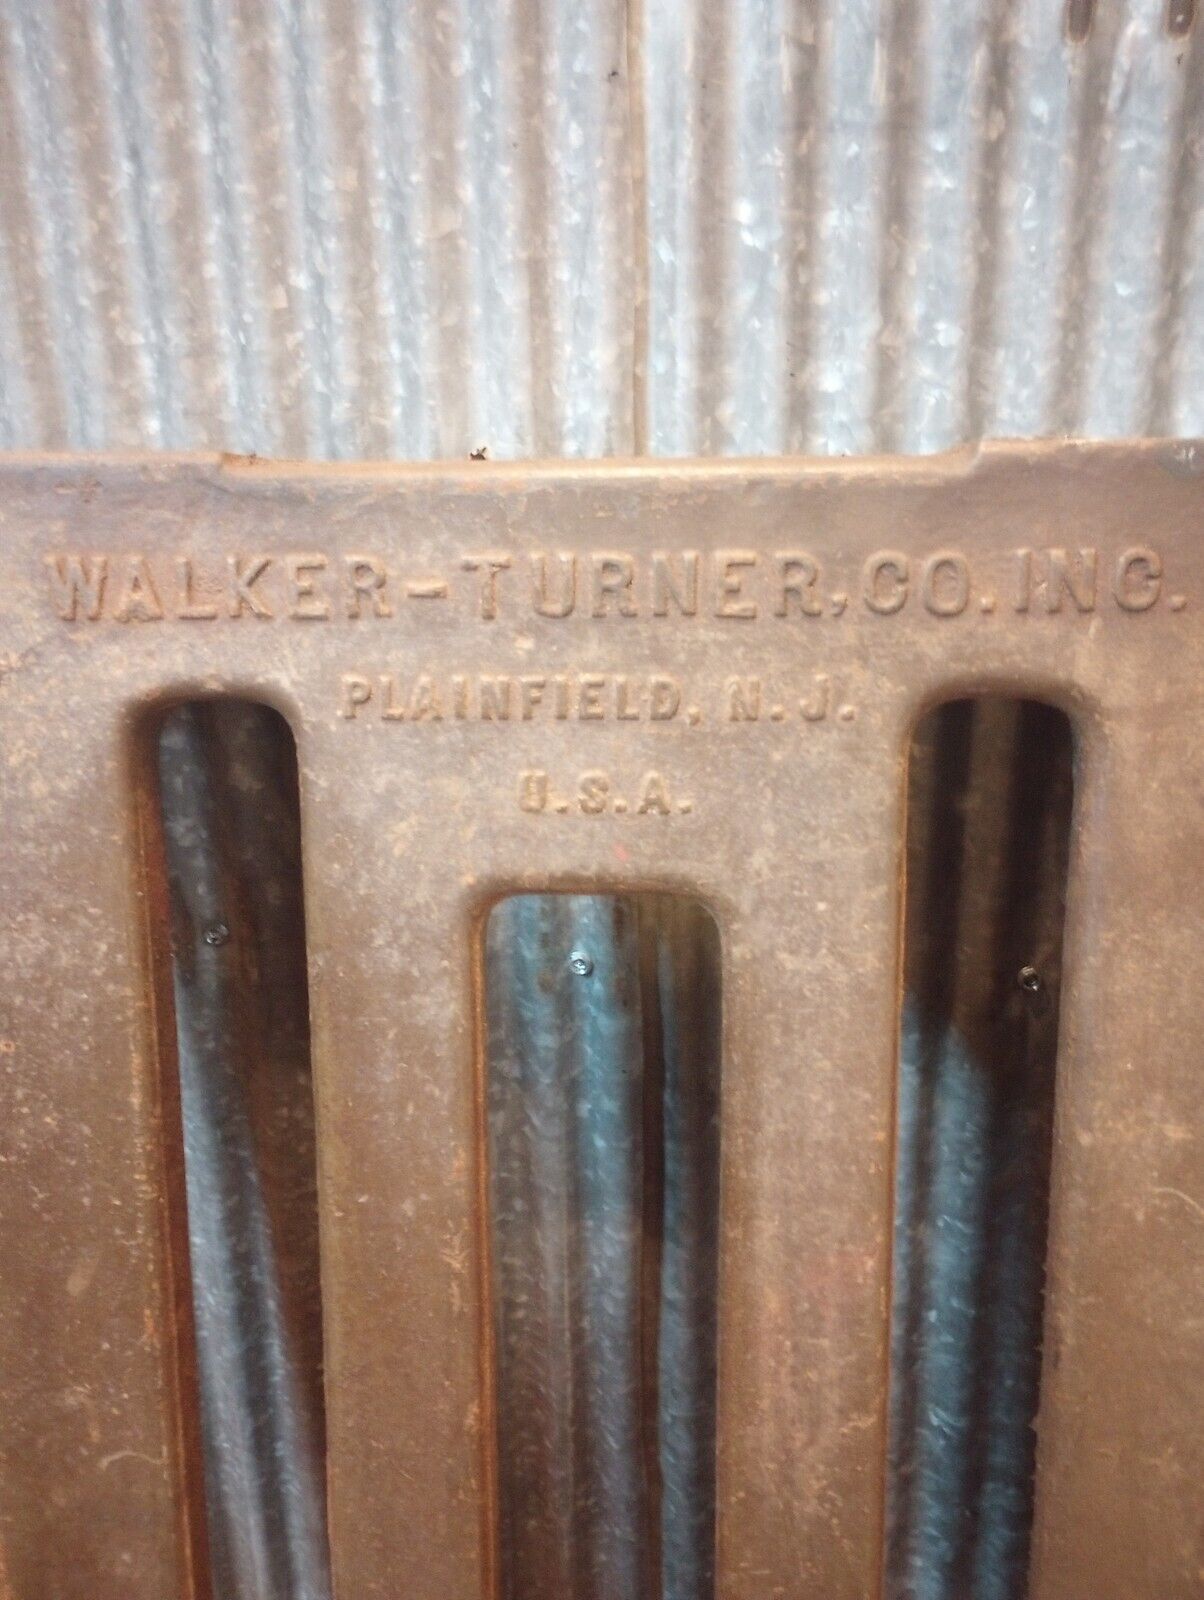 WALKER-TURNER, CO. INC.
PLAINFIELD, N. J.
U.S.A.